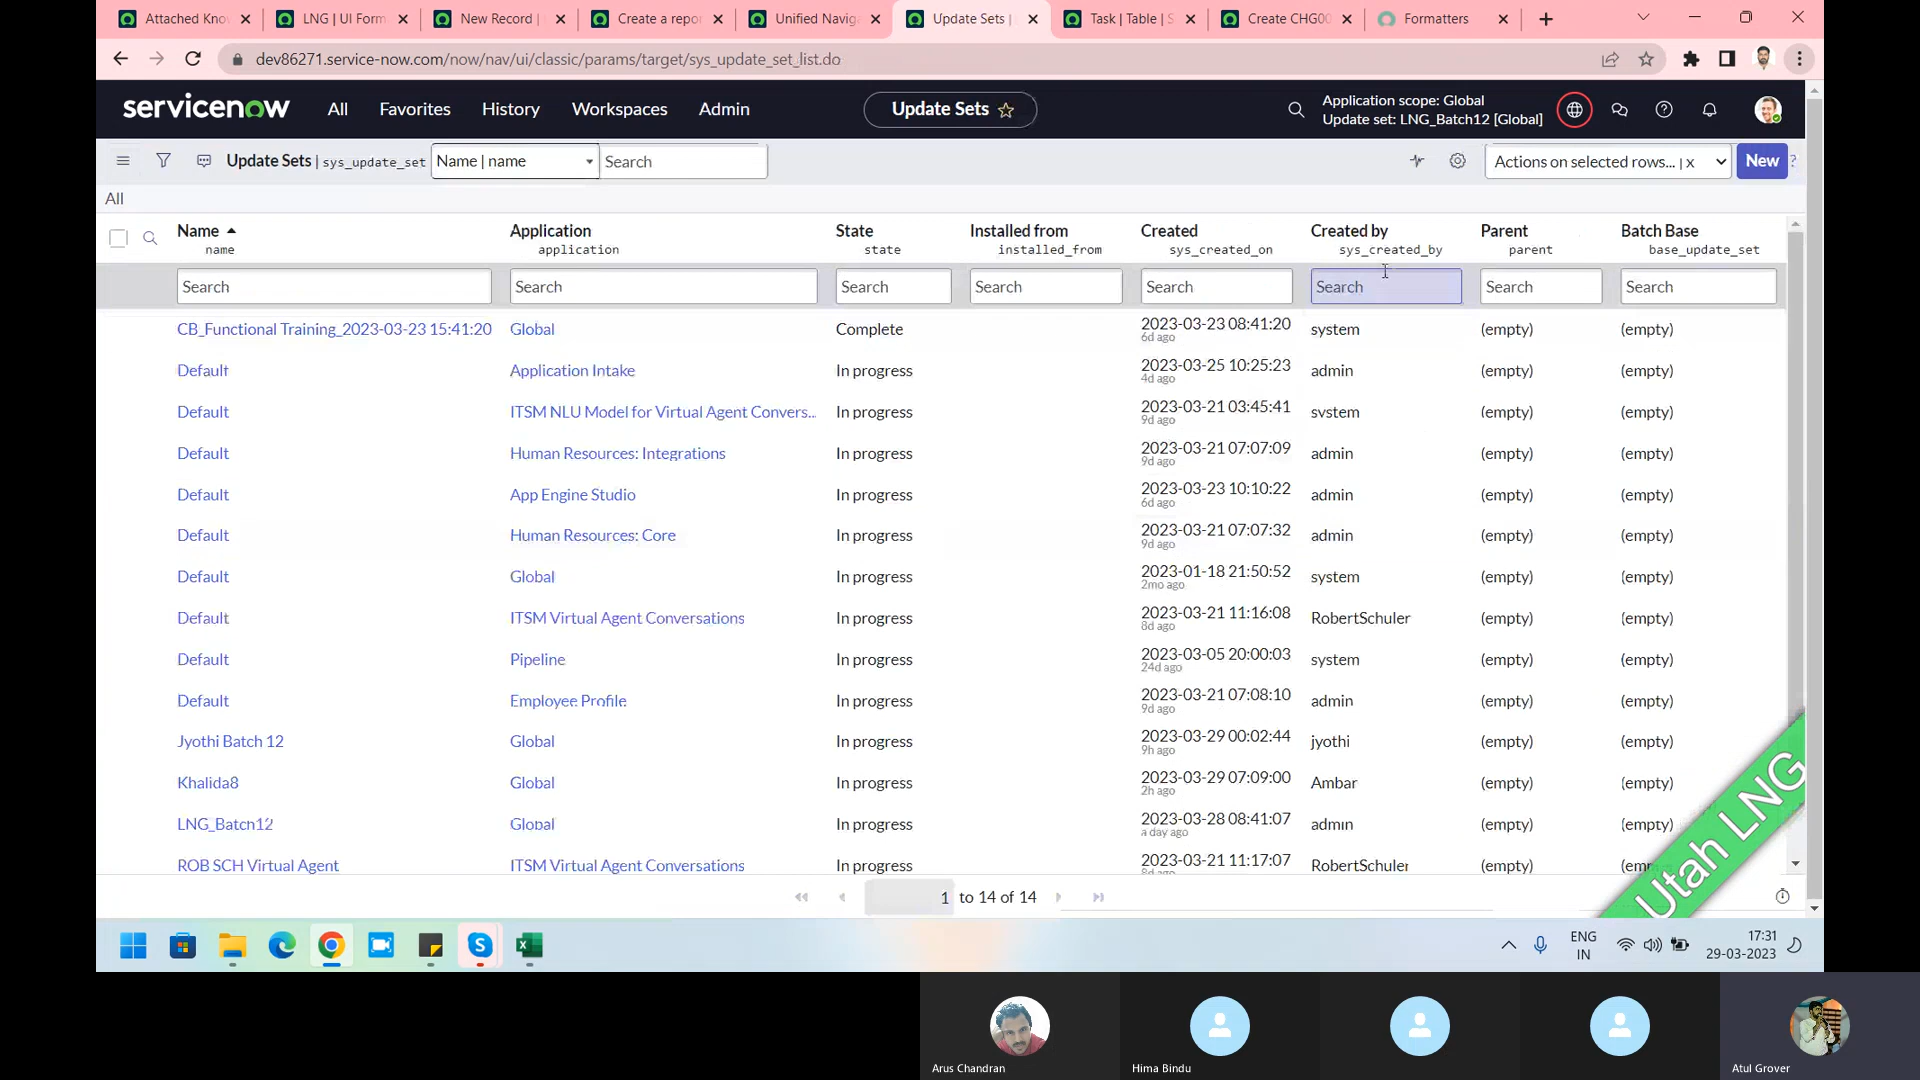 Attached Kno
LNG | UI Form
New Record |
Create a repo
Unified Navig
Update Sets |
Task | Table | S
Create CHG00
Formatters
dev86271.service-now.com/now/nav/ui/classic/params/target/sys_update_set_list.do
servicenow
All
Favorites
History
Workspaces
Admin
Update Sets
Application scope: Global
Update set: LNG_Batch12 [Global]
Update Sets | sys_update_set
Name | name
Search
Actions on selected rows... | x
New
?
All
Name Application State Installed from Created Created by Parent Batch Base
name application state installed_from sys_created_on sys_created_by parent base_update_set
Search Search Search Search Search Search Search Search
CB_Functional Training_2023-03-23 15:41:20 Global Complete 2023-03-23 08:41:20 system (empty) (empty)
6d ago
Default Application Intake In progress 2023-03-25 10:25:23 admin (empty) (empty)
4d ago
Default ITSM NLU Model for Virtual Agent Convers... In progress 2023-03-21 03:45:41 system (empty) (empty)
9d ago
Default Human Resources: Integrations In progress 2023-03-21 07:07:09 admin (empty) (empty)
9d ago
Default App Engine Studio In progress 2023-03-23 10:10:22 admin (empty) (empty)
6d ago
Default Human Resources: Core In progress 2023-03-21 07:07:32 admin (empty) (empty)
9d ago
Default Global In progress 2023-01-18 21:50:52 system (empty) (empty)
2mo ago
Default ITSM Virtual Agent Conversations In progress 2023-03-21 11:16:08 RobertSchuler (empty) (empty)
8d ago
Default Pipeline In progress 2023-03-05 20:00:03 system (empty) (empty)
24d ago
Default Employee Profile In progress 2023-03-21 07:08:10 admin (empty) (empty)
9d ago
Jyothi Batch 12 Global In progress 2023-03-29 00:02:44 jyothi (empty) (empty)
9h ago
Khalida8 Global In progress 2023-03-29 07:09:00 Ambar (empty) (empty)
2h ago
LNG_Batch12 Global In progress 2023-03-28 08:41:07 admin (empty) (empty)
a day ago
ROB SCH Virtual Agent ITSM Virtual Agent Conversations In progress 2023-03-21 11:17:07 RobertSchuler (empty) (em
8d ago
Utah LNG
1 to 14 of 14
ENG
IN
17:31
29-03-2023
Arus Chandran
Hima Bindu
Atul Grover